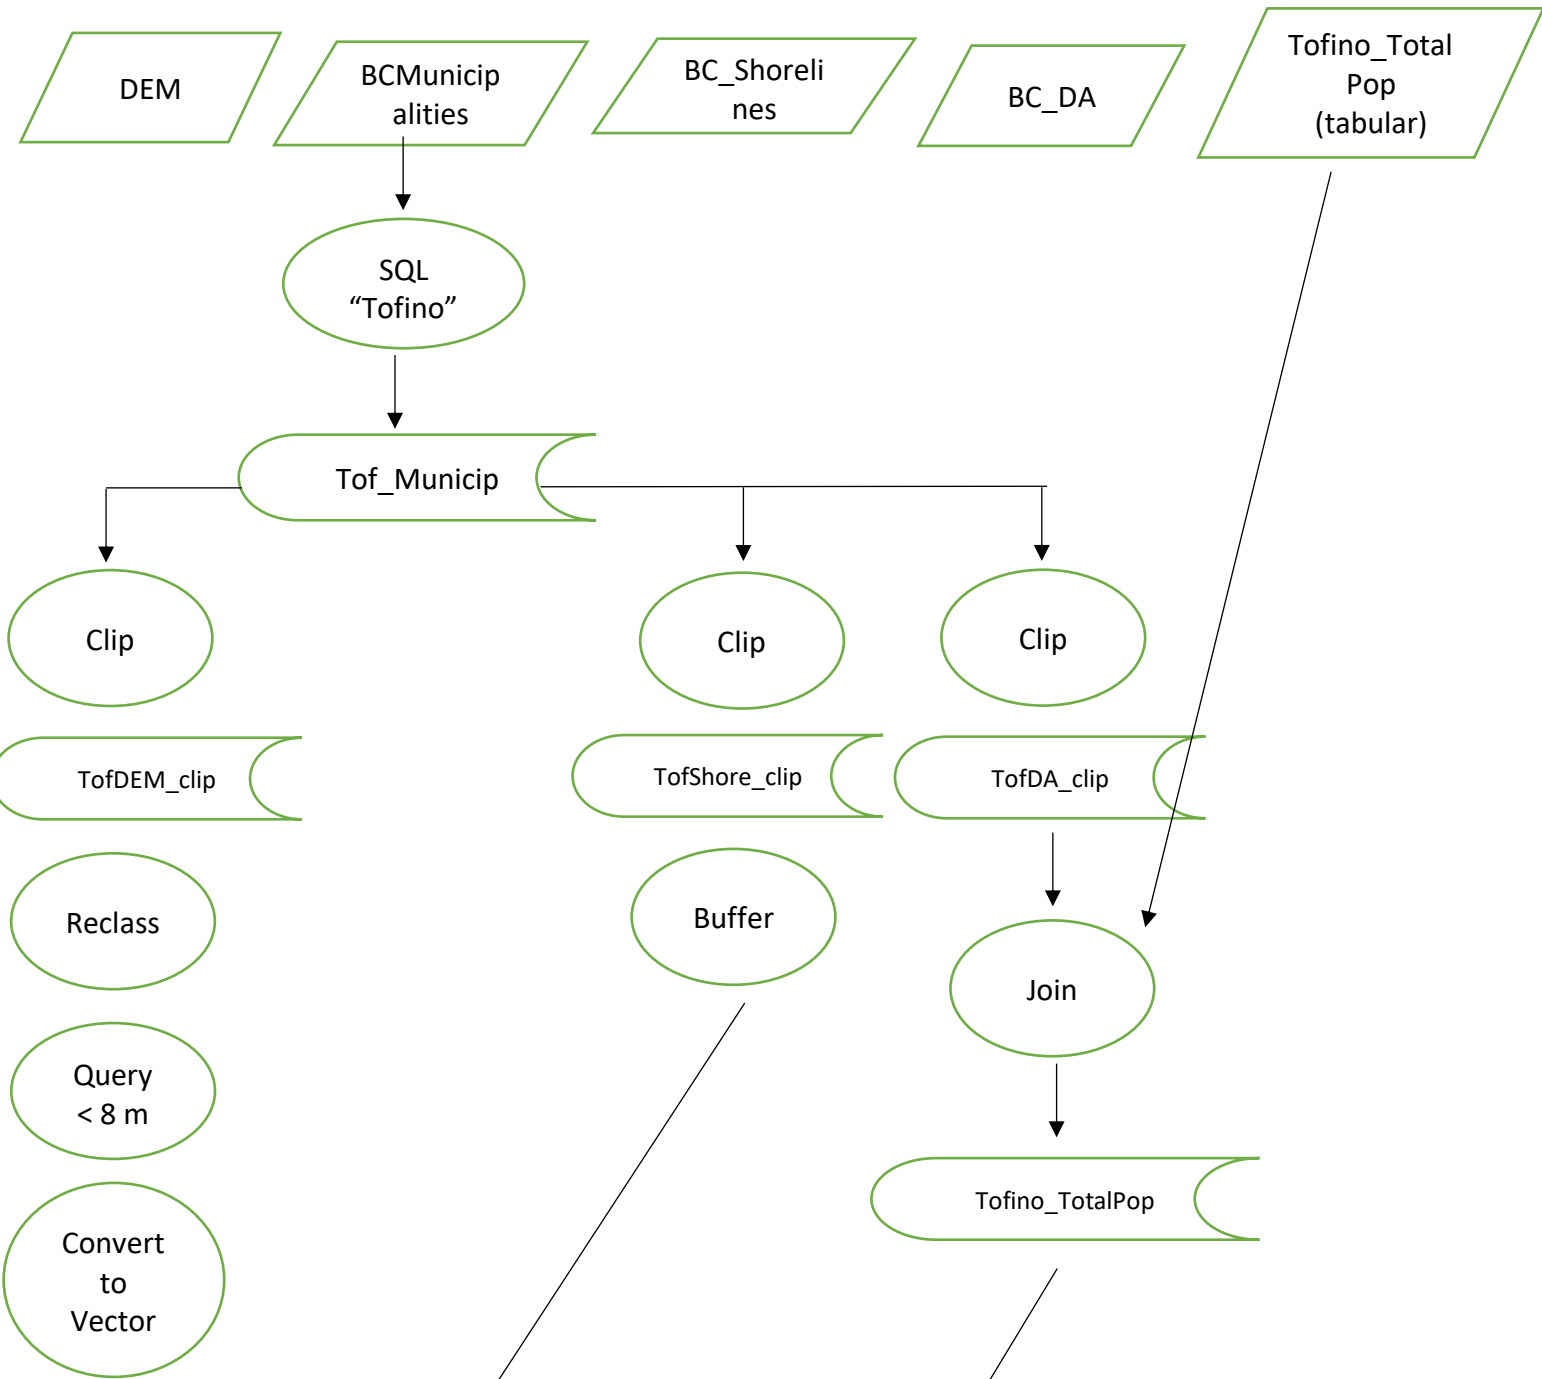 DEM
BCMunicip
alities
BC_Shoreli
nes
BC_DA
Tofino_Total
Pop
(tabular)
SQL
“Tofino”
Tof_Municip
Clip
Clip
Clip
TofDEM_clip
TofShore_clip
TofDA_clip
Reclass
Buffer
Join
Query
< 8 m
Convert
to
Vector
Tofino_TotalPop